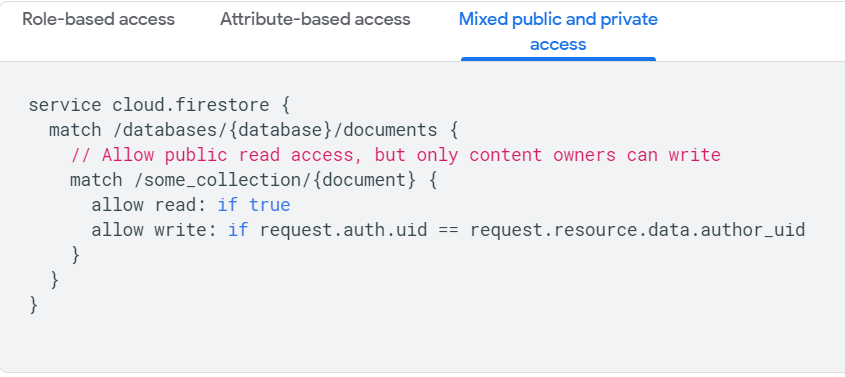 Role-based access
Attribute-based access
Mixed public and private
access
service cloud.firestore {
  match /databases/{database}/documents {
    // Allow public read access, but only content owners can write
    match /some_collection/{document} {
      allow read: if true
      allow write: if request.auth.uid == request.resource.data.author_uid
    }
  }
}